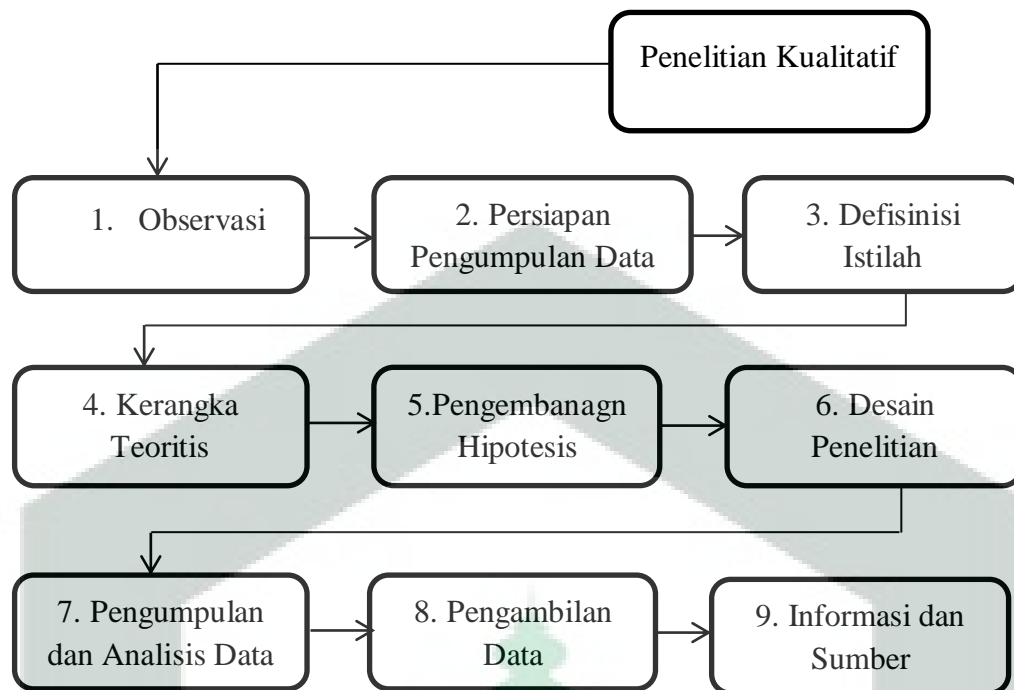 Penelitian Kualitatif
1. Observasi
2. Persiapan
Pengumpulan Data
3. Defisinisi
Istilah
4. Kerangka
Teoritis
5.Pengembanagn
Hipotesis
6. Desain
Penelitian
7. Pengumpulan
dan Analisis Data
8. Pengambilan
Data
9. Informasi dan
Sumber